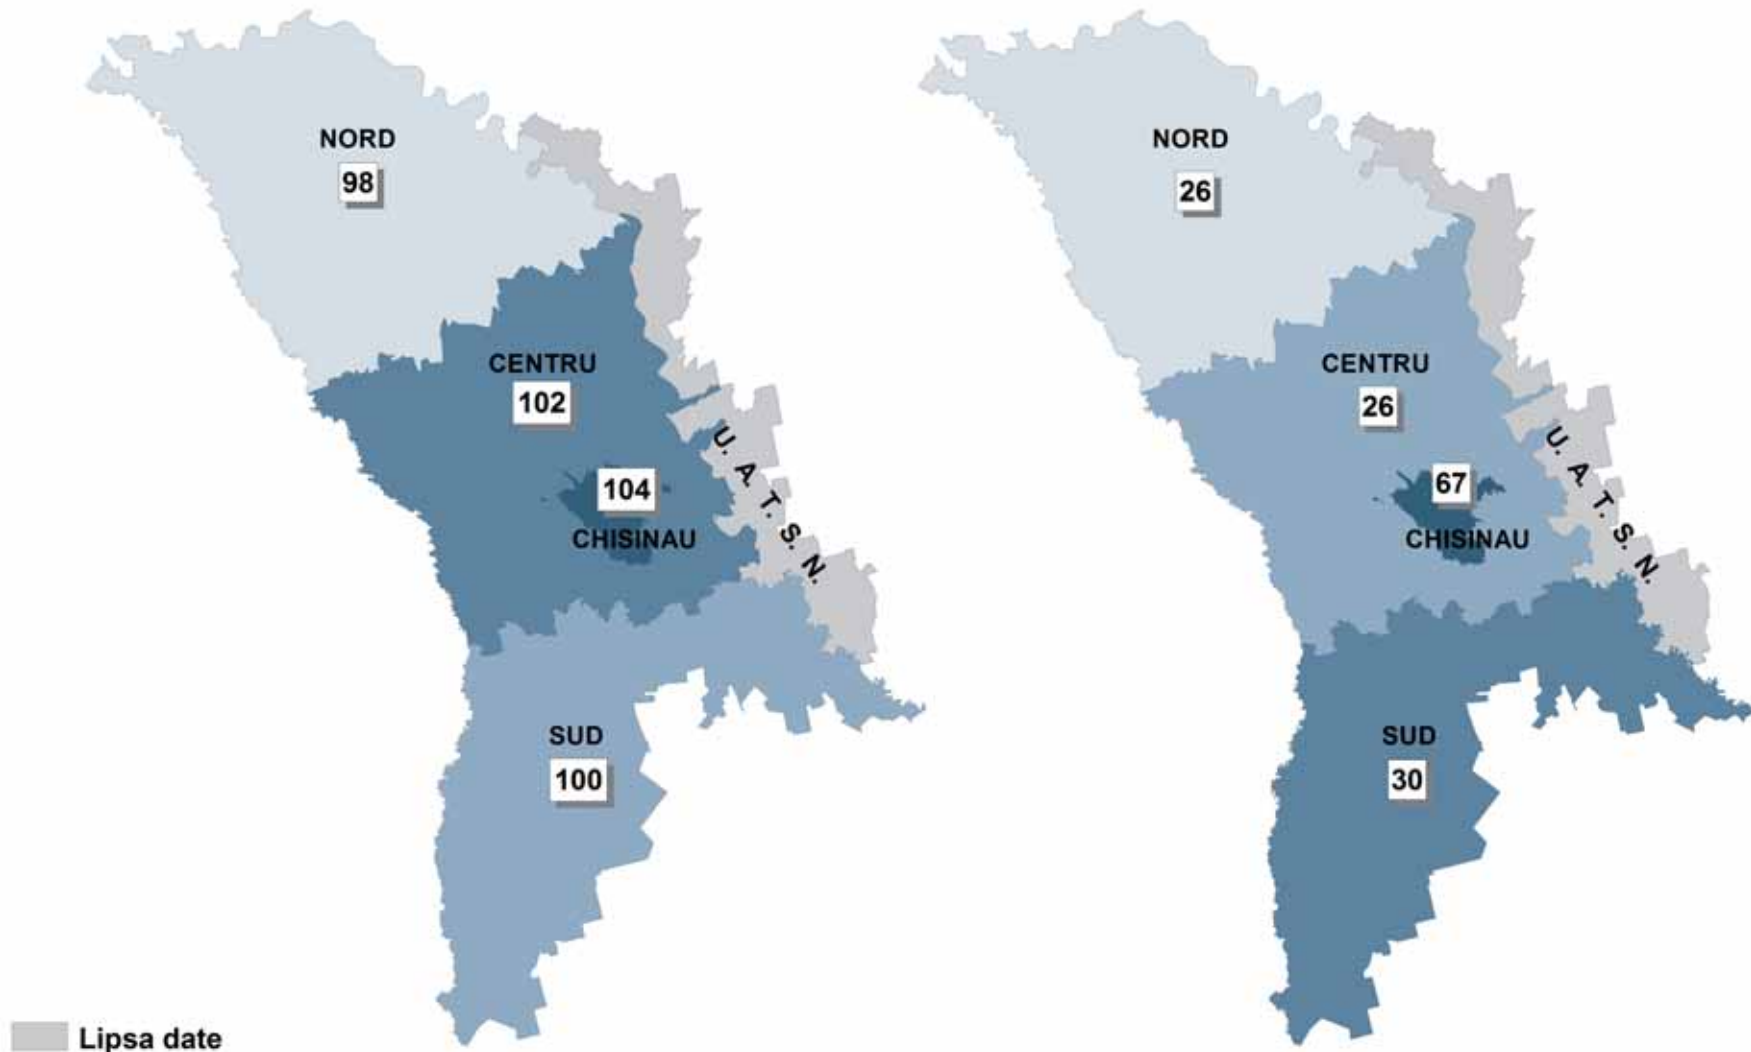 NORD
98
CENTRU
102
104
CHISINAU
U. A. T. S. N.
SUD
100
NORD
26
CENTRU
26
67
CHISINAU
U. A. T. S. N.
SUD
30
Lipsa date